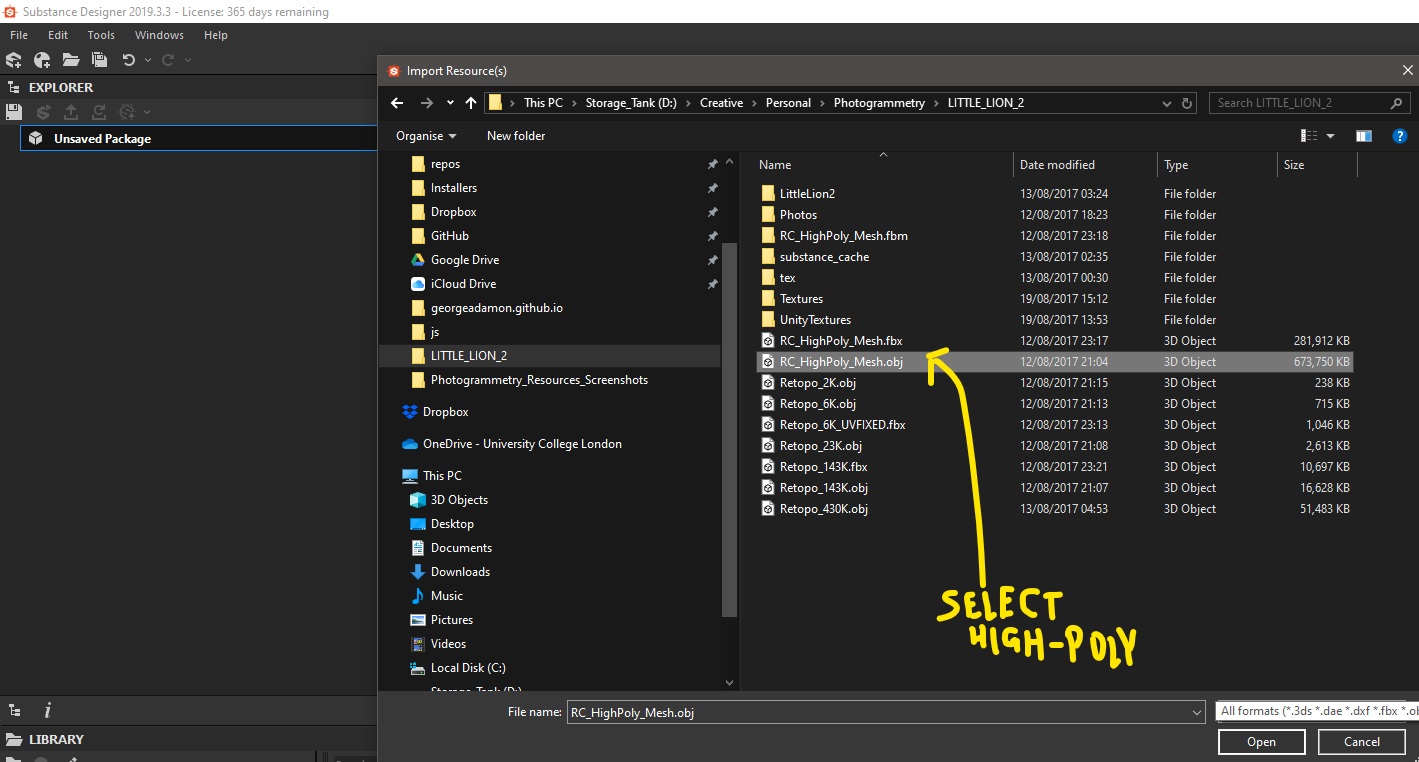 Substance Designer 2019.3.3 - License: 365 days remaining
File Edit Tools Windows Help
EXPLORER
Unsaved Package
Import Resource(s)
This PC > Storage_Tank (D:) > Creative > Personal > Photogrammetry > LITTLE_LION_2
Search LITTLE_LION_2
Organise New folder
repos
Installers
Dropbox
GitHub
Google Drive
iCloud Drive
georgeadamon.github.io
js
LITTLE_LION_2
Photogrammetry_Resources_Screenshots
Dropbox
OneDrive - University College London
This PC
3D Objects
Desktop
Documents
Downloads
Music
Pictures
Videos
Local Disk (C:)
Storage_Tank (D:)
Name Date modified Type Size
LittleLion2 13/08/2017 03:24 File folder
Photos 12/08/2017 18:23 File folder
RC_HighPoly_Mesh.fbm 12/08/2017 23:18 File folder
substance_cache 13/08/2017 02:35 File folder
tex 13/08/2017 00:30 File folder
Textures 19/08/2017 15:12 File folder
UnityTextures 19/08/2017 13:53 File folder
RC_HighPoly_Mesh.fbx 12/08/2017 23:17 3D Object 281,912 KB
RC_HighPoly_Mesh.obj 12/08/2017 21:04 3D Object 673,750 KB
Retopo_2K.obj 12/08/2017 21:15 3D Object 238 KB
Retopo_6K.obj 12/08/2017 21:13 3D Object 715 KB
Retopo_6K_UVFIXED.fbx 12/08/2017 23:13 3D Object 1,046 KB
Retopo_23K.obj 12/08/2017 21:08 3D Object 2,613 KB
Retopo_143K.fbx 12/08/2017 23:21 3D Object 10,697 KB
Retopo_143K.obj 12/08/2017 21:07 3D Object 16,628 KB
Retopo_430K.obj 13/08/2017 04:53 3D Object 51,483 KB
SELECT
HIGH-POLY
LIBRARY
File name: RC_HighPoly_Mesh.obj
All formats (*.3ds *.dae *.dxf *.fbx *.ob
Open Cancel